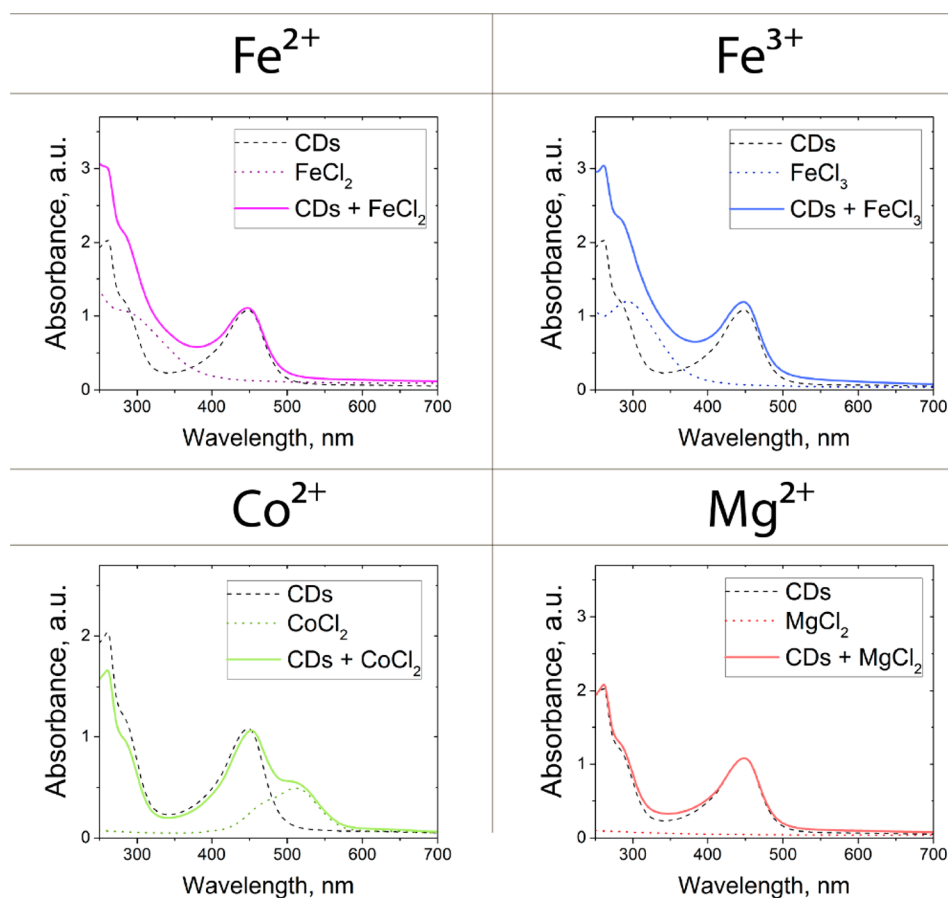 Fe²⁺
Fe³⁺
CDs
FeCl₂
CDs + FeCl₂
Absorbance, a.u.
3
2
1
0
300 400 500 600 700
Wavelength, nm
CDs
FeCl₃
CDs + FeCl₃
Absorbance, a.u.
3
2
1
0
300 400 500 600 700
Wavelength, nm
Co²⁺
Mg²⁺
CDs
CoCl₂
CDs + CoCl₂
Absorbance, a.u.
2
1
0
300 400 500 600 700
Wavelength, nm
CDs
MgCl₂
CDs + MgCl₂
Absorbance, a.u.
3
2
1
0
300 400 500 600 700
Wavelength, nm